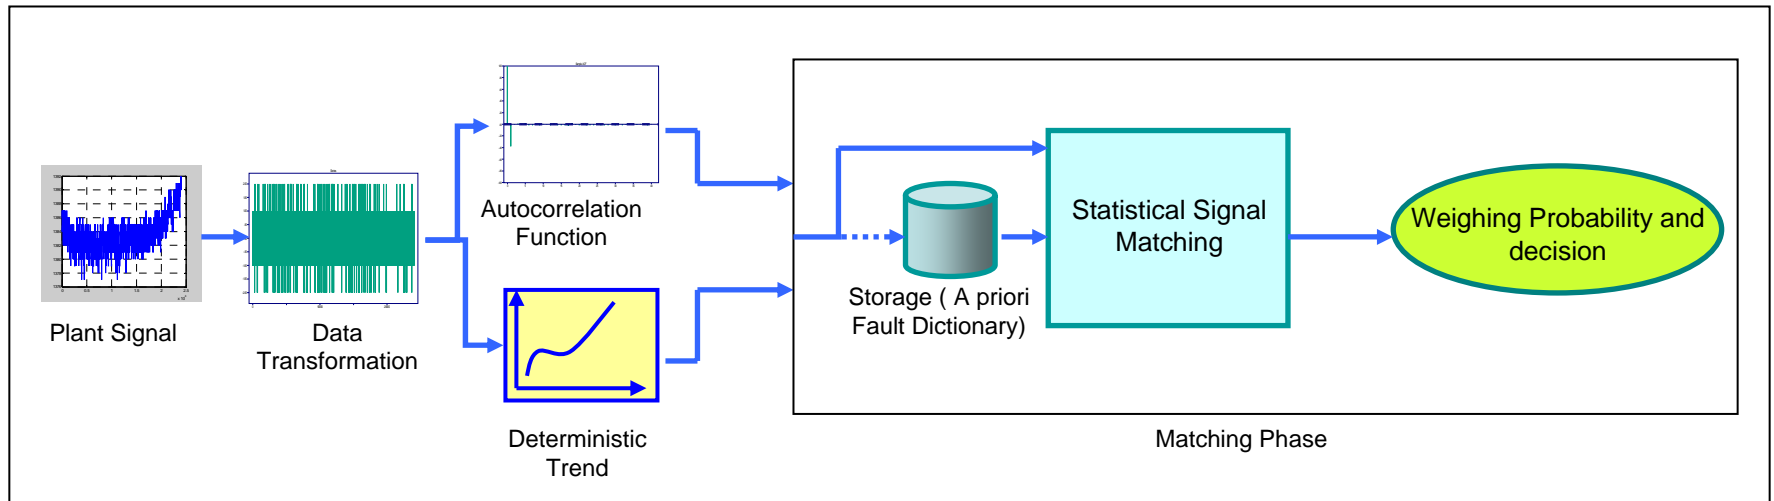 Plant Signal
Data
Transformation
Autocorrelation
Function
Deterministic
Trend
Storage ( A priori
Fault Dictionary)
Statistical Signal
Matching
Weighing Probability and
decision
Matching Phase